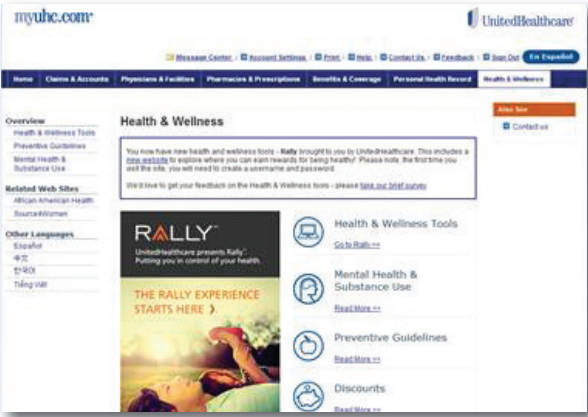 myuhc.com®
UnitedHealthcare
Message Center | Account Settings | Print | Help | Contact Us | Feedback | Sign Out En Español
Home Claims & Accounts Physicians & Facilities Pharmacies & Prescriptions Benefits & Coverage Personal Health Record Health & Wellness
Overview
Health & Wellness Tools
Preventive Guidelines
Mental Health &
Substance Use
Related Web Sites
African American Health
Source4Women
Other Languages
Español
中文
한국어
Tiếng Việt
Health & Wellness
You now have new health and wellness tools - Rally brought to you by UnitedHealthcare. This includes a
new website to explore where you can earn rewards for being healthy! Please note, the first time you
visit the site, you will need to create a username and password.
We'd love to get your feedback on the Health & Wellness tools - please take our brief survey.
RALLY™
UnitedHealthcare presents Rally™.
Putting you in control of your health.
THE RALLY EXPERIENCE
STARTS HERE ❯
Health & Wellness Tools
Go to Rally >>
Mental Health &
Substance Use
Read More >>
Preventive Guidelines
Read More >>
Discounts
Read More >>
Also See
Contact us